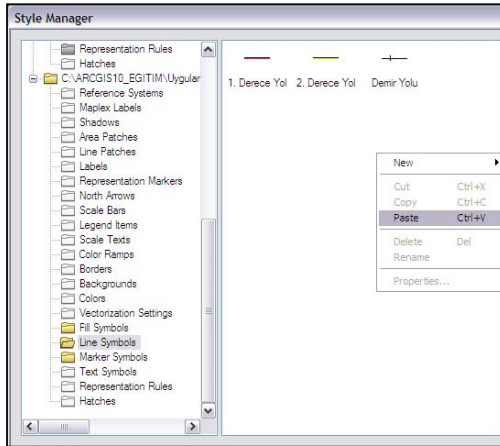 Style Manager
Representation Rules
Hatches
C:\ARCGIS10_EGITIM\Uygular
Reference Systems
Maplex Labels
Shadows
Area Patches
Line Patches
Labels
Representation Markers
North Arrows
Scale Bars
Legend Items
Scale Texts
Color Ramps
Borders
Backgrounds
Colors
Vectorization Settings
Fill Symbols
Line Symbols
Marker Symbols
Text Symbols
Representation Rules
Hatches
1. Derece Yol 2. Derece Yol Demir Yolu
New
Cut Ctrl+X
Copy Ctrl+C
Paste Ctrl+V
Delete Del
Rename
Properties...